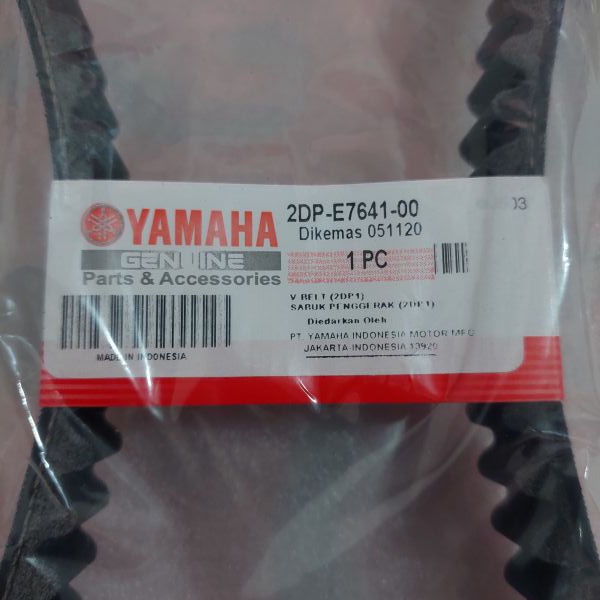 YAMAHA
GENUINE
Parts & Accessories
MADE IN INDONESIA
2DP-E7641-00
Dikemas 051120
1 PC
V BELT (2DP1)
SABUK PENGGERAK (2DP1)
Diedarkan Oleh
PT. YAMAHA INDONESIA MOTOR MFG
JAKARTA-INDONESIA 13920